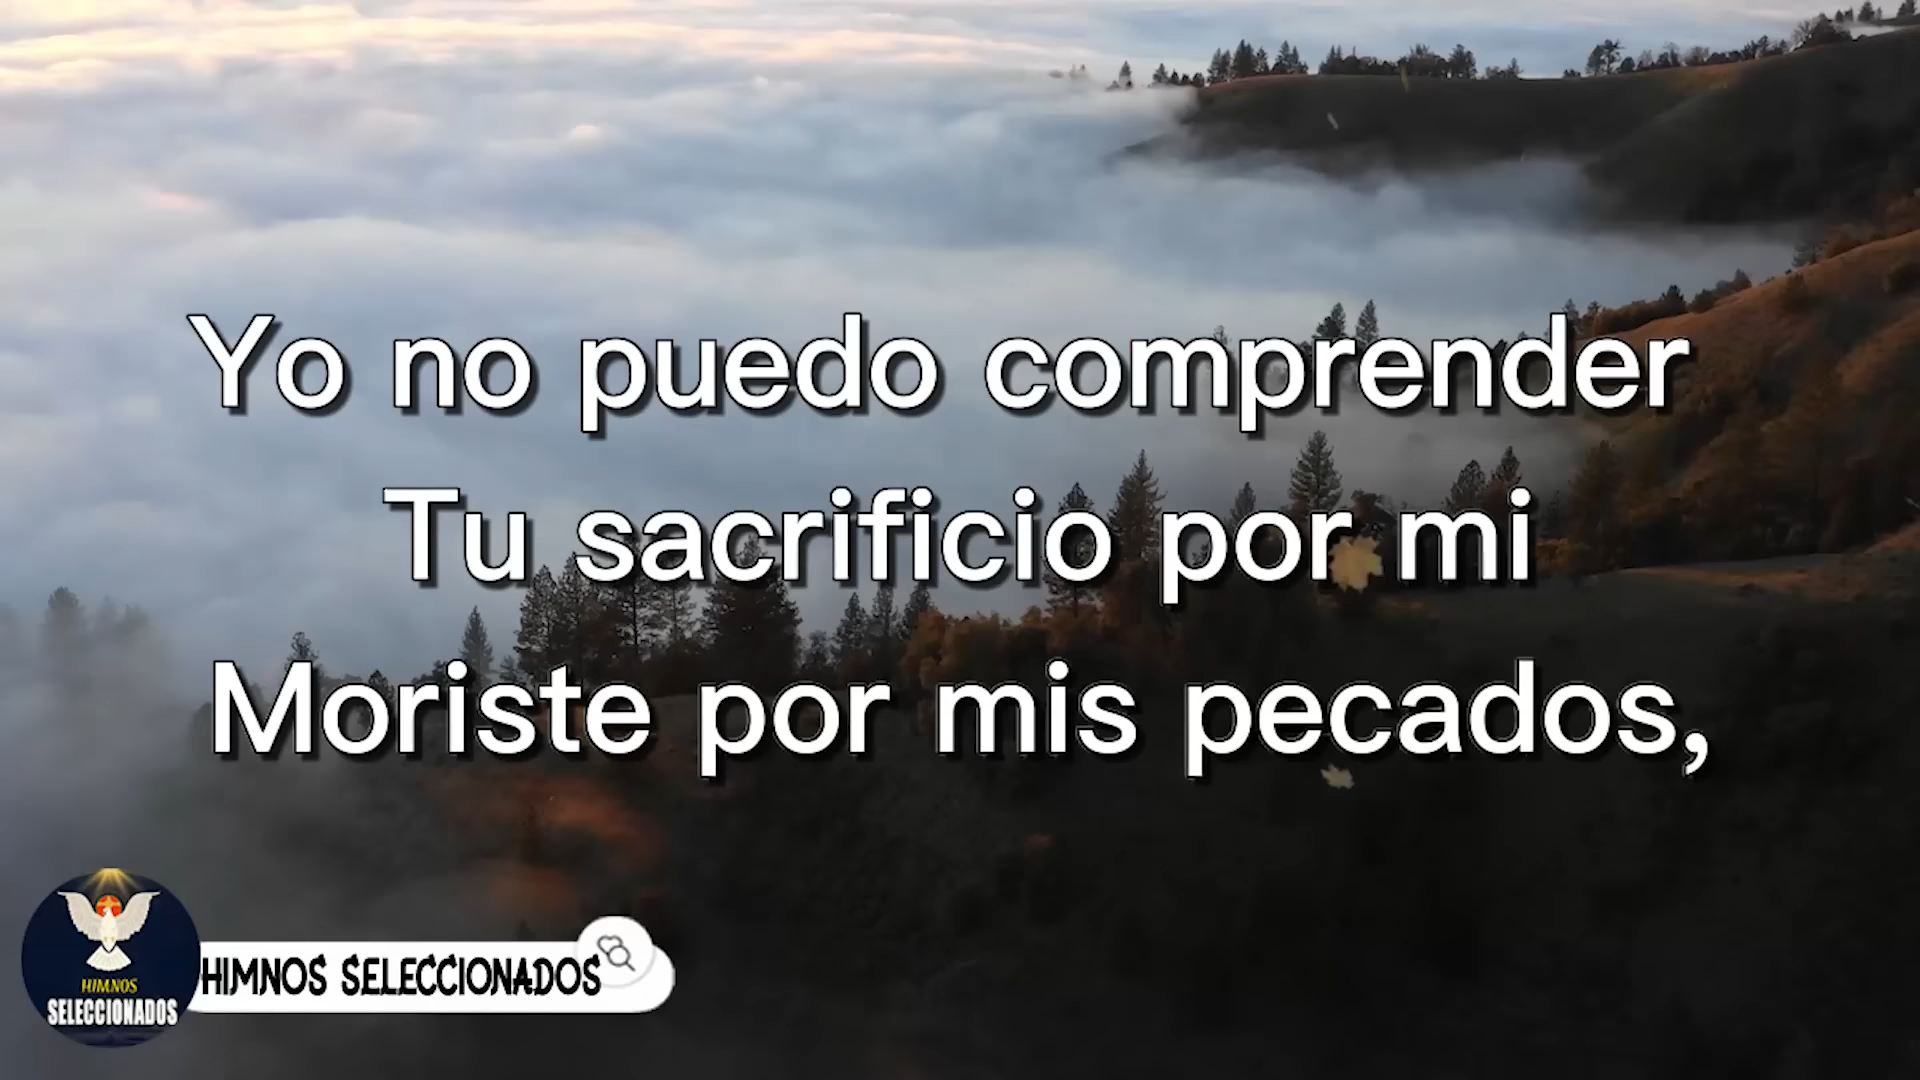 Yo no puedo comprender
Tu sacrificio por mi
Moriste por mis pecados,
HIMNOS
SELECCIONADOS
HIMNOS SELECCIONADOS